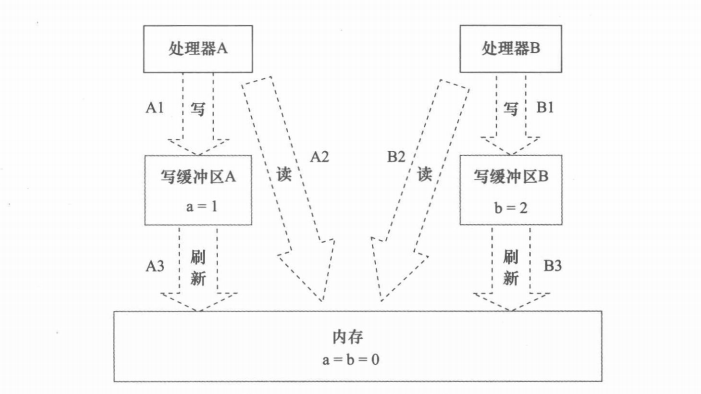 处理器A
处理器B
A1
写
写
B1
A2
B2
读
读
写缓冲区A
a = 1
写缓冲区B
b = 2
A3
刷
新
刷
新
B3
内存
a = b = 0